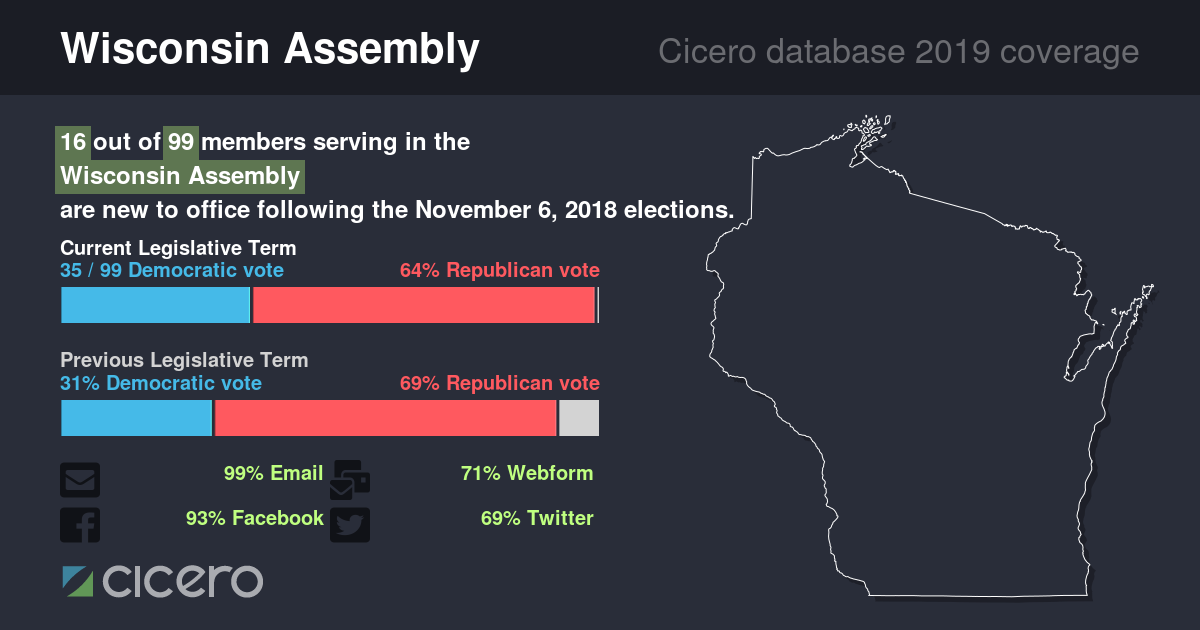 Wisconsin Assembly
Cicero database 2019 coverage
16 out of 99 members serving in the
Wisconsin Assembly
are new to office following the November 6, 2018 elections.
Current Legislative Term
35 / 99 Democratic vote
64% Republican vote
Previous Legislative Term
31% Democratic vote
69% Republican vote
99% Email
71% Webform
93% Facebook
69% Twitter
cicero